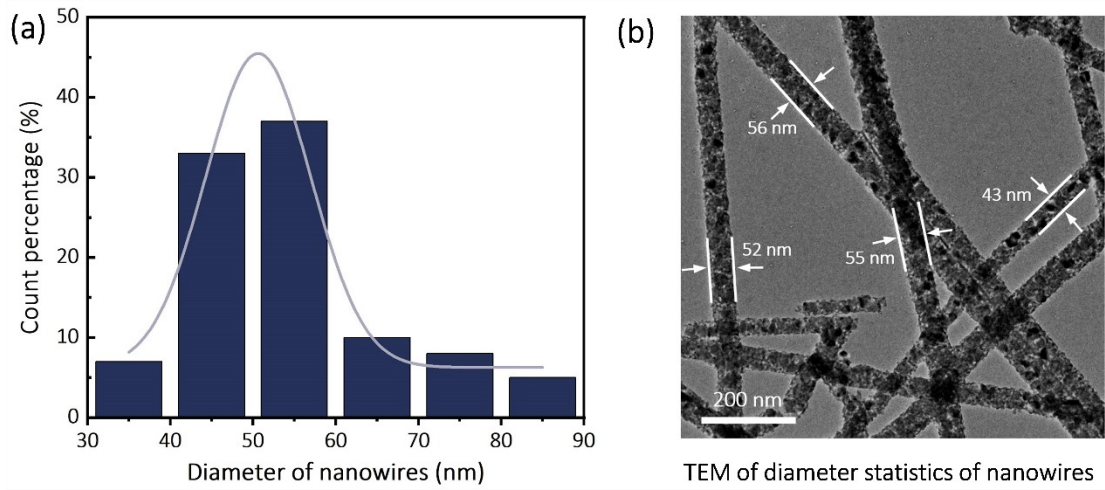 (a)
50
40
30
20
10
0
Count percentage (%)
30 40 50 60 70 80 90
Diameter of nanowires (nm)
(b)
56 nm
43 nm
52 nm
55 nm
200 nm
TEM of diameter statistics of nanowires